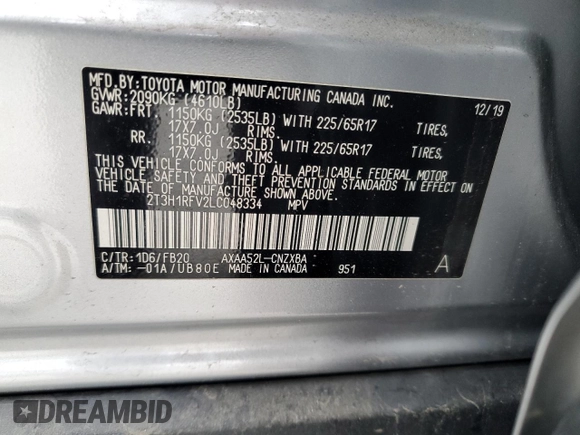 MFD.BY:TOYOTA MOTOR MANUFACTURING CANADA INC.
GVWR:2090KG (4610LB) 12/19
GAWR:FRT 1150KG (2535LB) WITH 225/65R17 TIRES,
17X7.0J RIMS.
RR 1150KG (2535LB) WITH 225/65R17 TIRES,
17X7.0J RIMS.
THIS VEHICLE CONFORMS TO ALL APPLICABLE FEDERAL MOTOR
VEHICLE SAFETY AND THEFT PREVENTION STANDARDS IN EFFECT ON
THE DATE OF MANUFACTURE SHOWN ABOVE.
2T3H1RFV2LC048334 MPV
C/TR:1D6/FB20 AXAA52L-CNZXBA
A/TM:-01A/UB80E MADE IN CANADA 951 A
DREAMBID